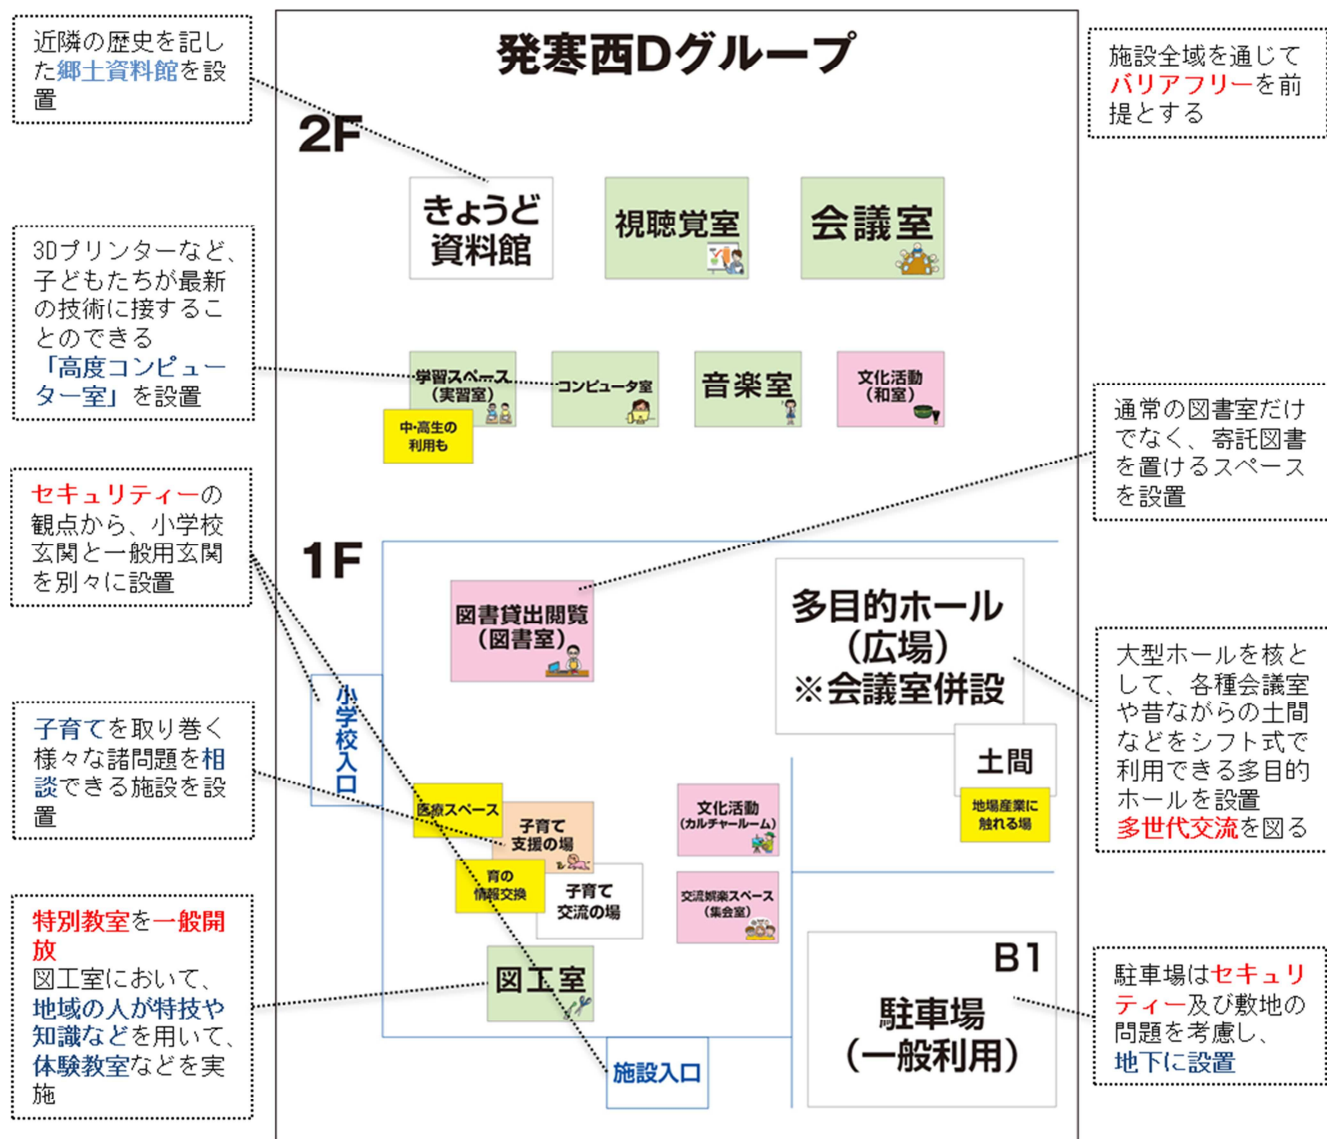 発寒西Dグループ
近隣の歴史を記し
た郷土資料館を設
置
3Dプリンターなど、
子どもたちが最新
の技術に接するこ
とのできる
「高度コンピュー
ター室」を設置
セキュリティーの
観点から、小学校
玄関と一般用玄関
を別々に設置
子育てを取り巻く
様々な諸問題を相
談できる施設を設
置
特別教室を一般開
放
図工室において、
地域の人が特技や
知識などを用いて、
体験教室などを実
施
2F
きょうど
資料館
視聴覚室
会議室
学習スペース
(実習室)
中・高生の
利用も
コンピュータ室
音楽室
文化活動
(和室)
1F
図書貸出閲覧
(図書室)
多目的ホール
(広場)
※会議室併設
土間
地場産業に
触れる場
小学校入口
医療スペース
子育て
支援の場
育の
情報交換
子育て
交流の場
文化活動
(カルチャールーム)
交流娯楽スペース
(集会室)
図工室
施設入口
B1
駐車場
(一般利用)
施設全域を通じて
バリアフリーを前
提とする
通常の図書室だけ
でなく、寄託図書
を置けるスペース
を設置
大型ホールを核と
して、各種会議室
や昔ながらの土間
などをシフト式で
利用できる多目的
ホールを設置
多世代交流を図る
駐車場はセキュリ
ティー及び敷地の
問題を考慮し、
地下に設置